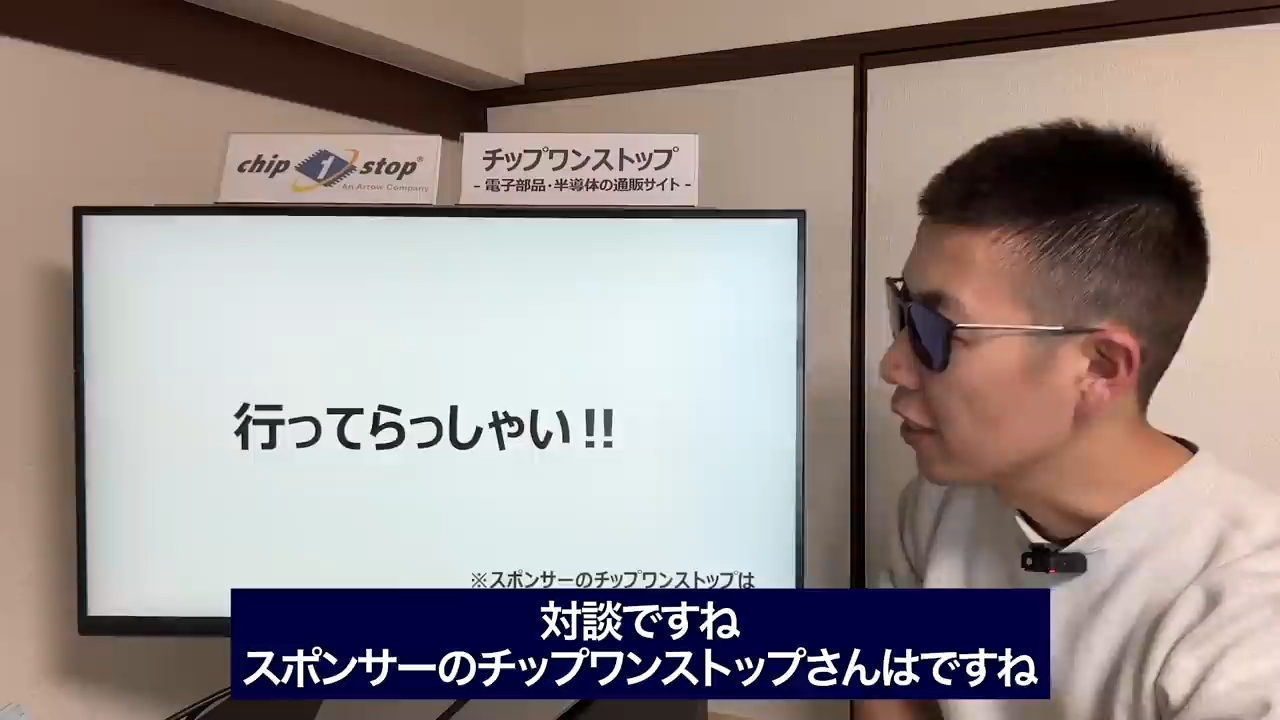 chip 1 stop®
An Arrow Company
チップワンストップ
- 電子部品・半導体の通販サイト -
行ってらっしゃい!!
※スポンサーのチップワンストップは
対談ですね
スポンサーのチップワンストップさんはですね